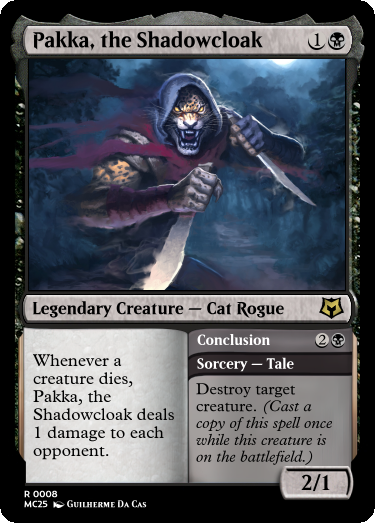 Pakka, the Shadowcloak 1
Legendary Creature — Cat Rogue
Whenever a
creature dies,
Pakka, the
Shadowcloak deals
1 damage to each
opponent.
Conclusion 2
Sorcery — Tale
Destroy target
creature. (Cast a
copy of this spell once
while this creature is
on the battlefield.)
2/1
R 0008
MC25 Guilherme Da Cas